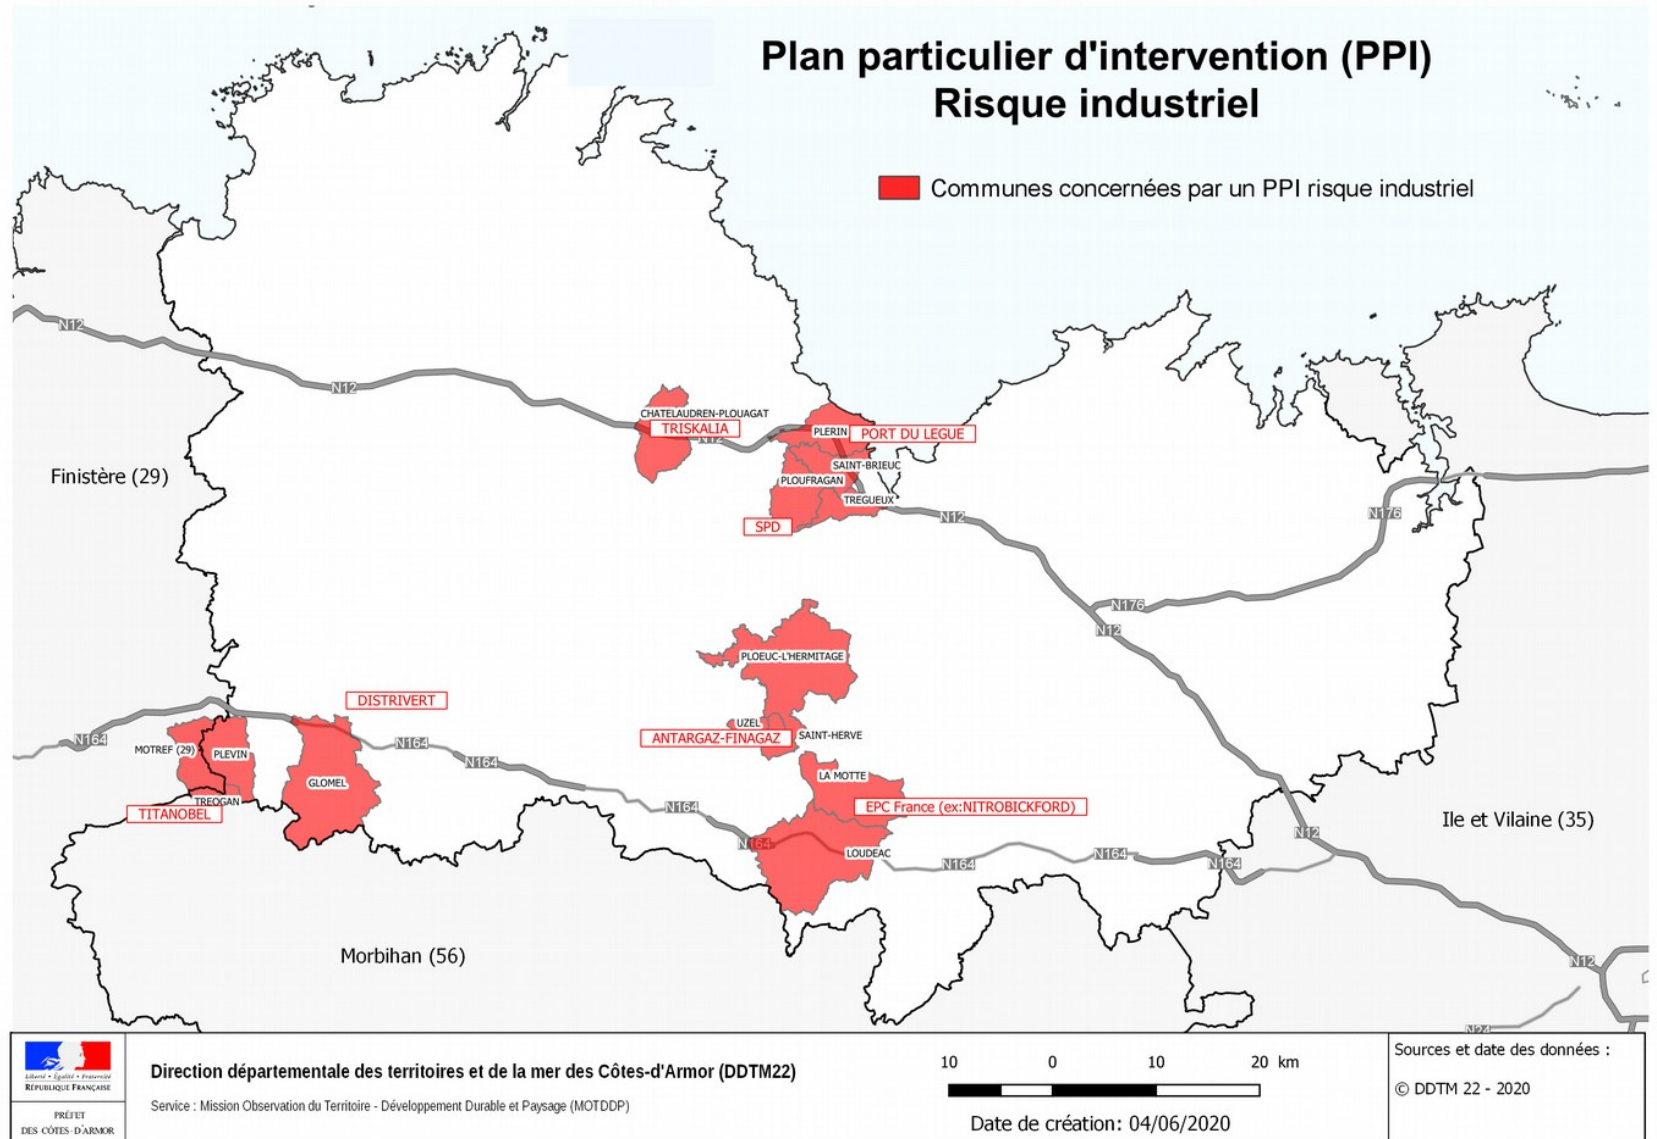 Plan particulier d'intervention (PPI)
Risque industriel
Communes concernées par un PPI risque industriel
N12
N12
CHATELAUDREN-PLOUAGAT
TRISKALIA
N12
PLERIN
PORT DU LEGUE
Finistère (29)
SAINT-BRIEUC
PLOUFRAGAN
TREGUEUX
N12
SPD
N176
N176
N12
PLOEUC-L'HERMITAGE
DISTRIVERT
UZEL
SAINT-HERVE
ANTARGAZ-FINAGAZ
N164
MOTREF (29)
PLEVIN
N164
N164
GLOMEL
LA MOTTE
TREOGAN
TITANOBEL
N164
EPC France (ex:NITROBICKFORD)
Ile et Vilaine (35)
N12
N164
LOUDEAC
N164
N164
N164
Morbihan (56)
N12
N24
Liberté • Égalité • Fraternité
RÉPUBLIQUE FRANÇAISE
PRÉFET
DES CÔTES-D'ARMOR
Direction départementale des territoires et de la mer des Côtes-d'Armor (DDTM22)
Service : Mission Observation du Territoire - Développement Durable et Paysage (MOTDDP)
10 0 10 20 km
Date de création: 04/06/2020
Sources et date des données :
© DDTM 22 - 2020